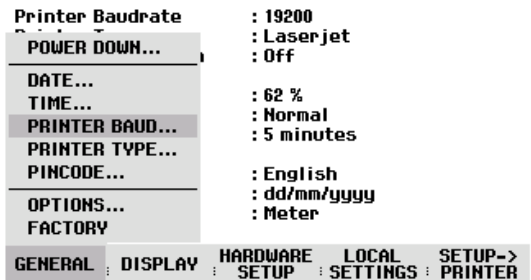 Printer Baudrate : 19200
: Laserjet
: Off
: 62 %
: Normal
: 5 minutes
: English
: dd/mm/yyyy
: Meter
POWER DOWN...
DATE...
TIME...
PRINTER BAUD...
PRINTER TYPE...
PINCODE...
OPTIONS...
FACTORY
GENERAL : DISPLAY : HARDWARE SETUP : LOCAL SETTINGS : SETUP-> PRINTER